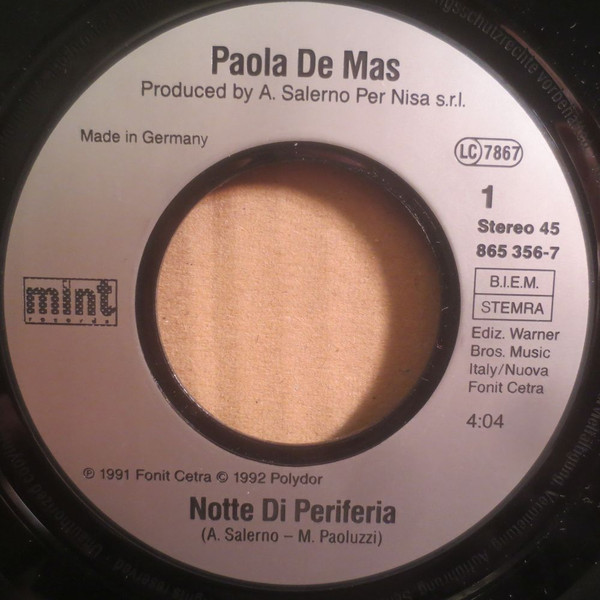 Paola De Mas
Produced by A. Salerno Per Nisa s.r.l.
Made in Germany
LC 7867
1
Stereo 45
865 356-7
mint
records
B.I.E.M.
STEMRA
Ediz. Warner
Bros. Music
Italy/Nuova
Fonit Cetra
4:04
℗ 1991 Fonit Cetra © 1992 Polydor
Notte Di Periferia
(A. Salerno – M. Paoluzzi)